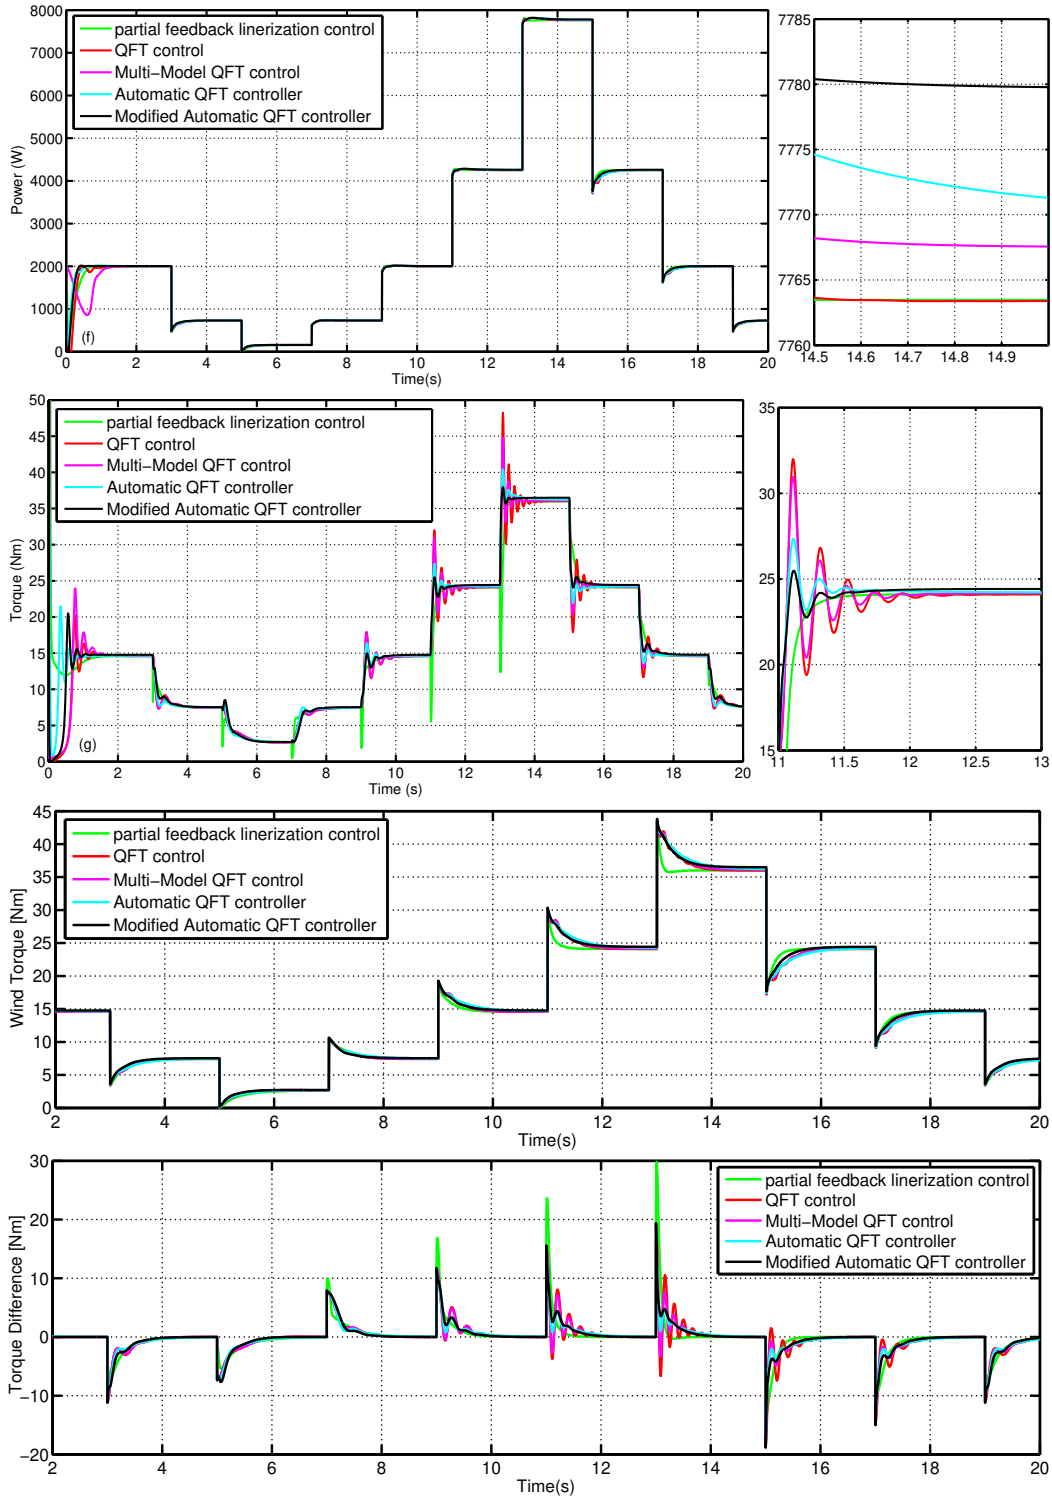 8000
7000
6000
5000
4000
3000
2000
1000
0
Power (W)
partial feedback linerization control
QFT control
Multi−Model QFT control
Automatic QFT controller
Modified Automatic QFT controller
(f)
0 2 4 6 8 10 12 14 16 18 20
Time(s)
7785
7780
7775
7770
7765
7760
14.5 14.6 14.7 14.8 14.9
50
45
40
35
30
25
20
15
10
5
0
Torque (Nm)
partial feedback linerization control
QFT control
Multi−Model QFT control
Automatic QFT controller
Modified Automatic QFT controller
(g)
0 2 4 6 8 10 12 14 16 18 20
Time (s)
35
30
25
20
15
11 11.5 12 12.5 13
45
40
35
30
25
20
15
10
5
0
Wind Torque [Nm]
partial feedback linerization control
QFT control
Multi−Model QFT control
Automatic QFT controller
Modified Automatic QFT controller
2 4 6 8 10 12 14 16 18 20
Time(s)
30
20
10
0
−10
−20
Torque Difference [Nm]
partial feedback linerization control
QFT control
Multi−Model QFT control
Automatic QFT controller
Modified Automatic QFT controller
2 4 6 8 10 12 14 16 18 20
Time(s)